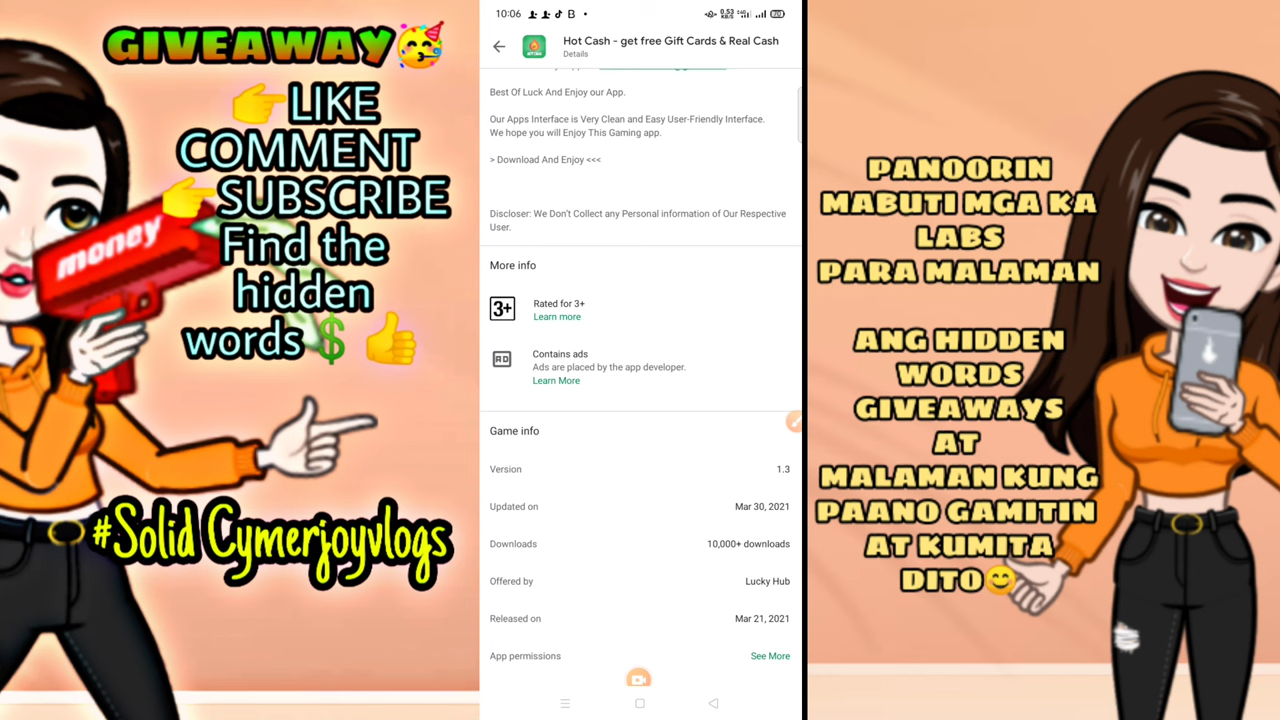 GIVEAWAY🥳
👉LIKE
COMMENT
👉SUBSCRIBE
Find the
hidden
words💲👍
money
#Solid Cymerjoyvlogs
10:06
0.53 KB/S
70
Hot Cash - get free Gift Cards & Real Cash
Details
Best Of Luck And Enjoy our App.
Our Apps Interface is Very Clean and Easy User-Friendly Interface.
We hope you will Enjoy This Gaming app.
> Download And Enjoy <<<
Discloser: We Don't Collect any Personal information of Our Respective
User.
More info
3+
Rated for 3+
Learn more
AD
Contains ads
Ads are placed by the app developer.
Learn More
Game info
Version 1.3
Updated on Mar 30, 2021
Downloads 10,000+ downloads
Offered by Lucky Hub
Released on Mar 21, 2021
App permissions See More
PANOORIN
MABUTI MGA KA
LABS
PARA MALAMAN
ANG HIDDEN
WORDS
GIVEAWAYS
AT
MALAMAN KUNG
PAANO GAMITIN
AT KUMITA
DITO😊